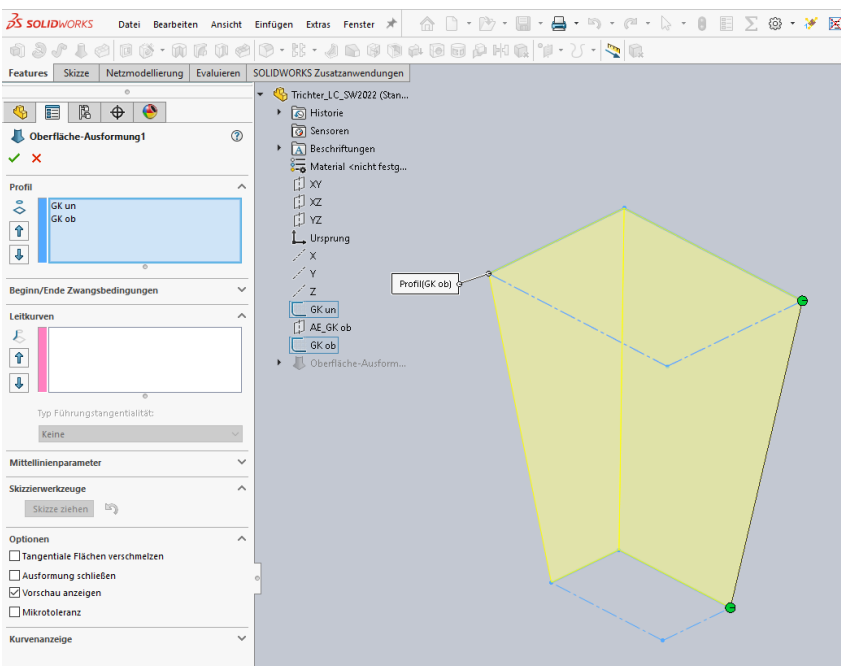 SOLIDWORKS Datei Bearbeiten Ansicht Einfügen Extras Fenster
Features Skizze Netzmodellierung Evaluieren SOLIDWORKS Zusatzanwendungen
Oberfläche-Ausformung1
Profil
GK un
GK ob
Beginn/Ende Zwangsbedingungen
Leitkurven
Typ Führungstangentialität:
Keine
Mittellinienparameter
Skizzierwerkzeuge
Skizze ziehen
Optionen
Tangentiale Flächen verschmelzen
Ausformung schließen
Vorschau anzeigen
Mikrotoleranz
Kurvenanzeige
Trichter_LC_SW2022 (Stan...
Historie
Sensoren
Beschriftungen
Material <nicht festg...
XY
XZ
YZ
Ursprung
X
Y
Z
GK un
AE_GK ob
GK ob
Oberfläche-Ausform...
Profil(GK ob)